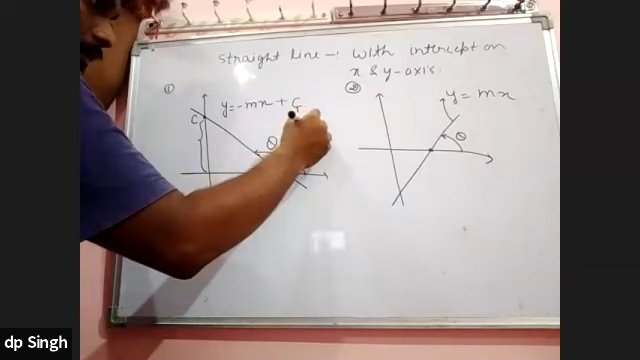 Straight line -: With intercept on
x & y-axis.
①
y = -mx + C
C
θ
②
y = mx
θ
dp Singh